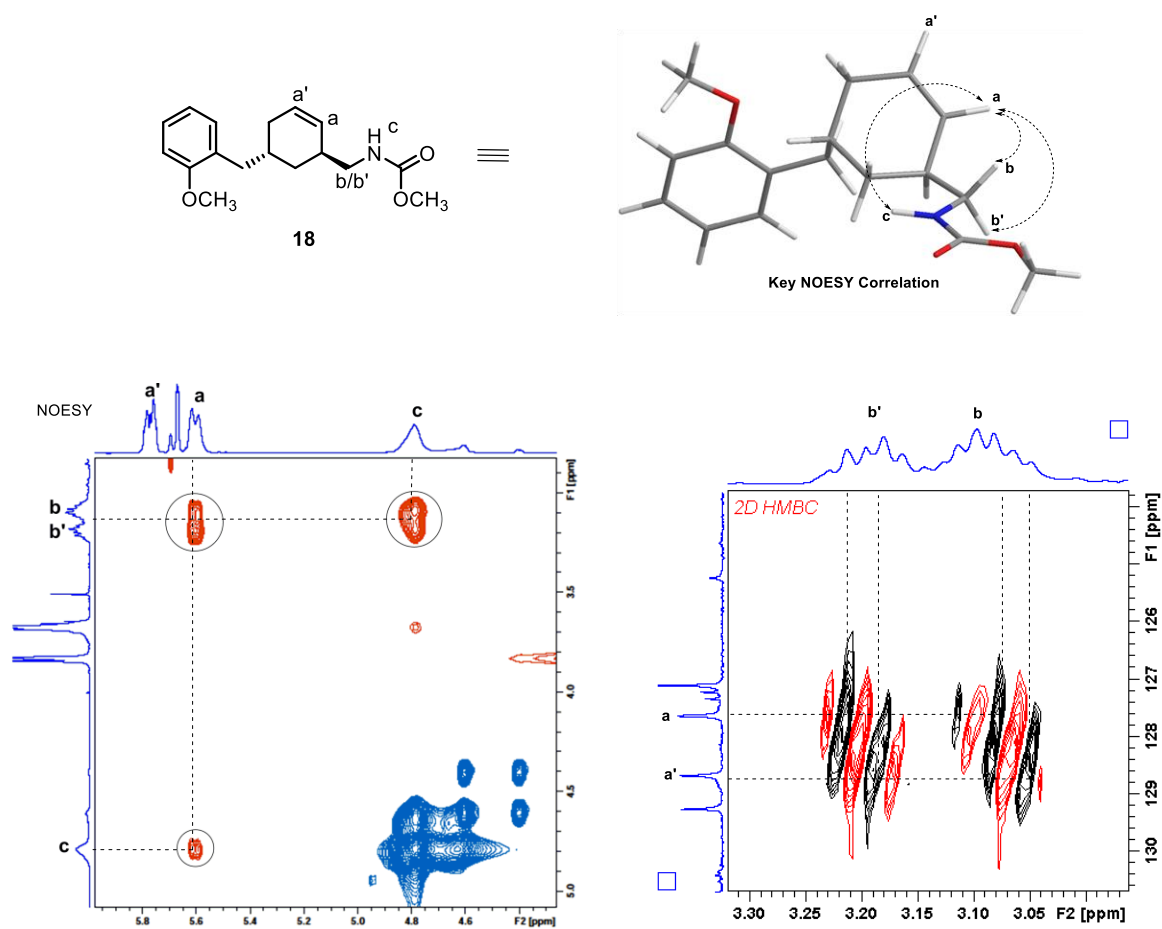 a'
a
H
N
c
O
b/b'
OCH3
OCH3
18
a'
a
b
b'
c
Key NOESY Correlation
NOESY
a'
a
c
b
b'
c
F1 [ppm]
3.5
4.0
4.5
5.0
5.8
5.6
5.4
5.2
5.0
4.8
4.6
F2 [ppm]
b'
b
2D HMBC
a
a'
F1 [ppm]
126
127
128
129
130
3.30
3.25
3.20
3.15
3.10
3.05
F2 [ppm]